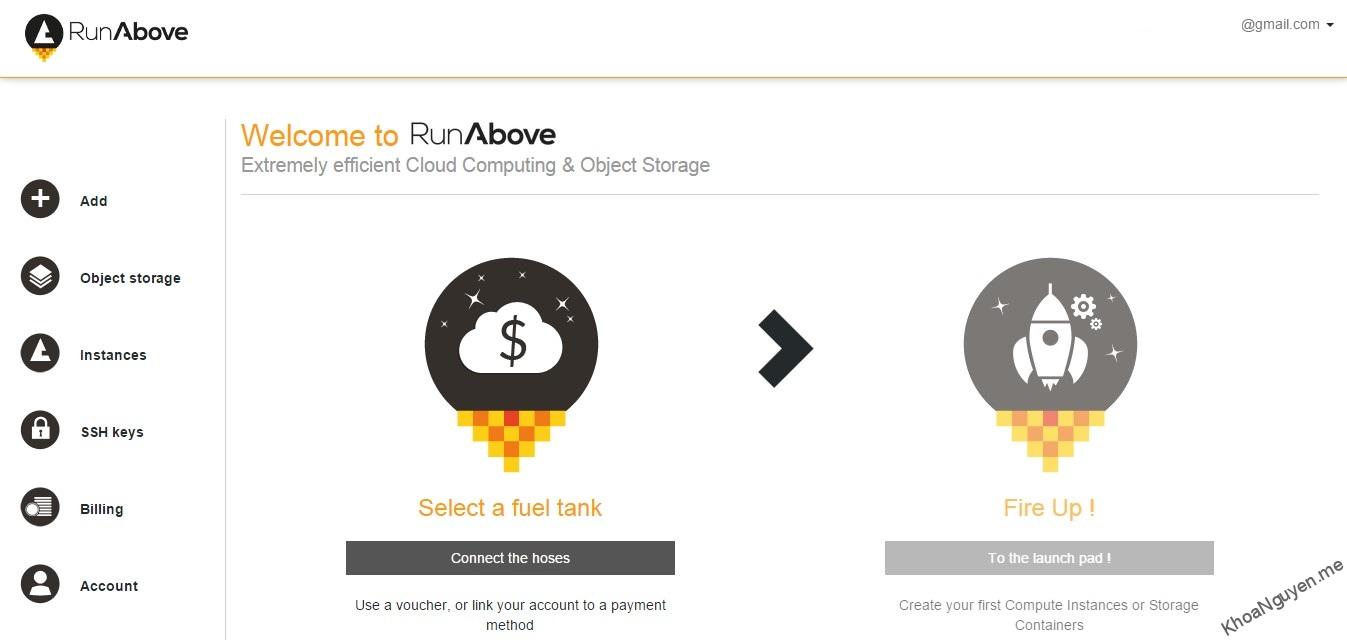 RunAbove
@gmail.com
Welcome to RunAbove
Extremely efficient Cloud Computing & Object Storage
Add
Object storage
Instances
SSH keys
Billing
Account
$
Select a fuel tank
Connect the hoses
Use a voucher, or link your account to a payment
method
Fire Up !
To the launch pad !
Create your first Compute Instances or Storage
Containers
KhoaNguyen.me